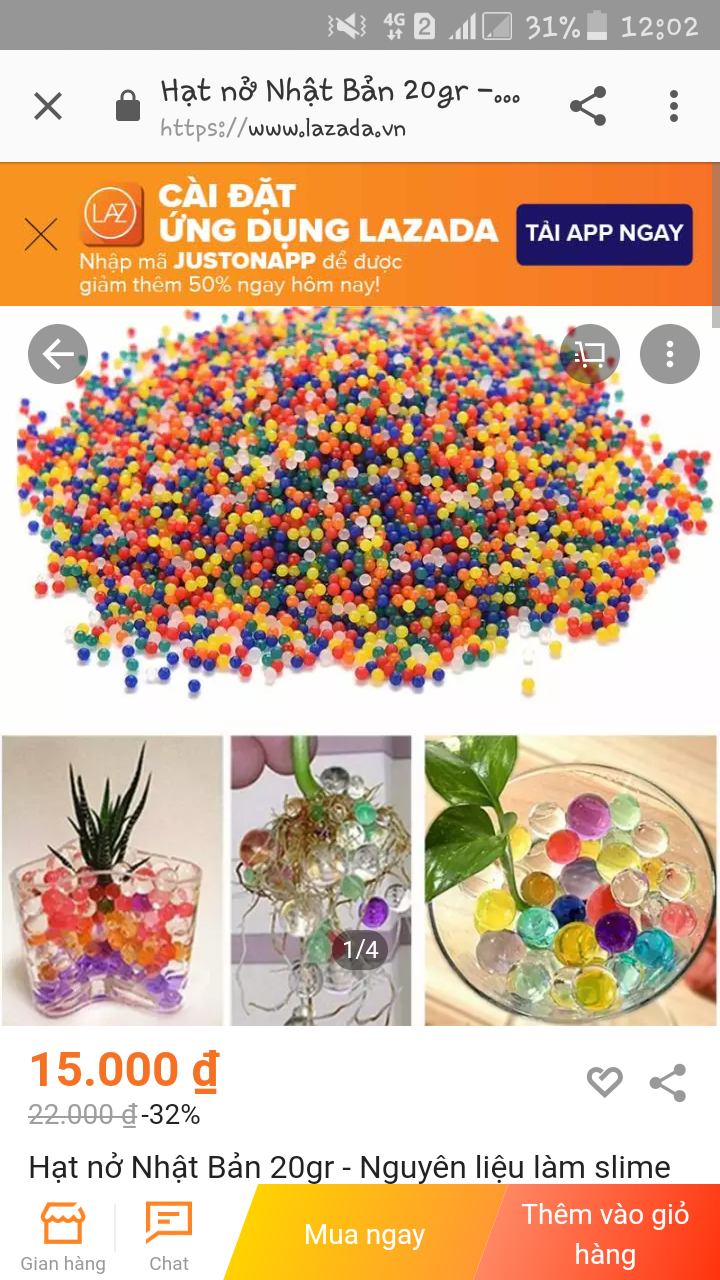 4G 2 31% 12:02
Hạt nở Nhật Bản 20gr –...
https://www.lazada.vn
LAZ
CÀI ĐẶT
ỨNG DỤNG LAZADA
Nhập mã JUSTONAPP để được
giảm thêm 50% ngay hôm nay!
TẢI APP NGAY
1/4
15.000 ₫
22.000 ₫ -32%
Hạt nở Nhật Bản 20gr - Nguyên liệu làm slime
Gian hàng
Chat
Mua ngay
Thêm vào giỏ
hàng